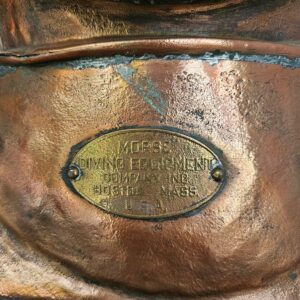 MORSE
DIVING EQUIPMENT
COMPANY INC.
BOSTON, MASS.
U.S.A.